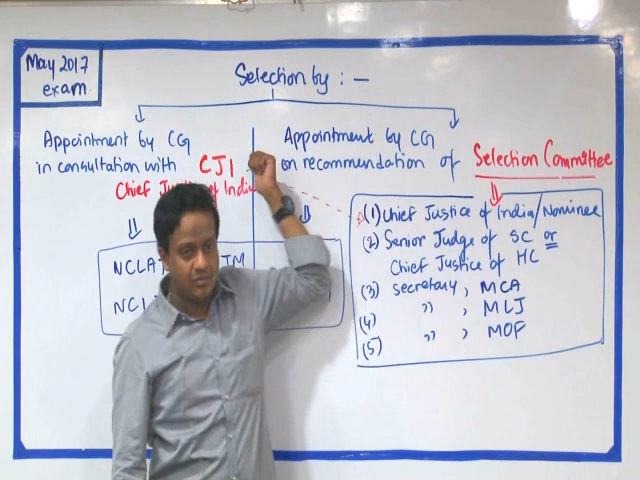 May 2017
exam
Selection by : —
Appointment by CG
in consultation with CJI
Chief of India
Appointment by CG
on recommendation of
Selection Committee
(1) Chief Justice of India/Nominee
(2) Senior Judge of SC or
Chief Justice of HC
(3) Secretary, MCA
(4) ,, , MLJ
(5) ,, , MOF
NCLA JM
NCL